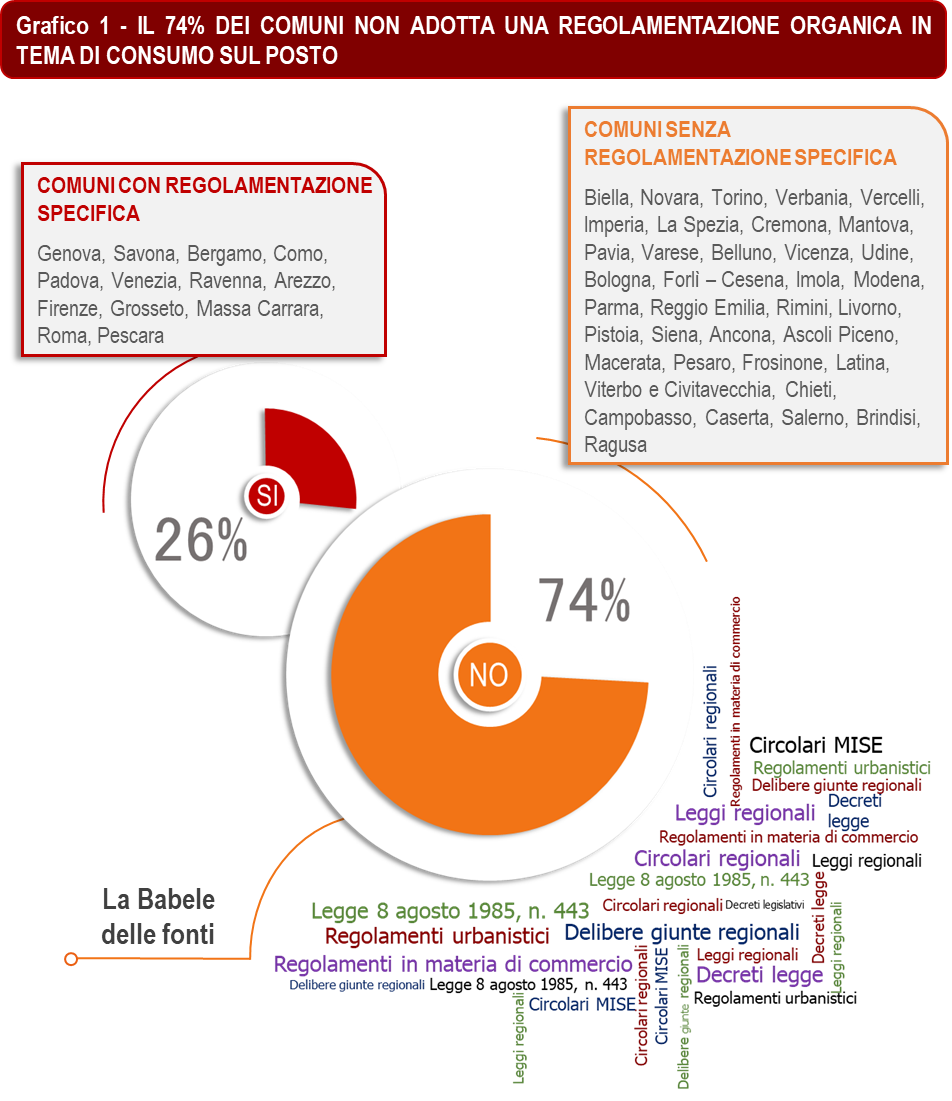 Grafico 1 - IL 74% DEI COMUNI NON ADOTTA UNA REGOLAMENTAZIONE ORGANICA IN
TEMA DI CONSUMO SUL POSTO
COMUNI SENZA
REGOLAMENTAZIONE SPECIFICA
Biella, Novara, Torino, Verbania, Vercelli,
Imperia, La Spezia, Cremona, Mantova,
Pavia, Varese, Belluno, Vicenza, Udine,
Bologna, Forlì – Cesena, Imola, Modena,
Parma, Reggio Emilia, Rimini, Livorno,
Pistoia, Siena, Ancona, Ascoli Piceno,
Macerata, Pesaro, Frosinone, Latina,
Viterbo e Civitavecchia, Chieti,
Campobasso, Caserta, Salerno, Brindisi,
Ragusa
COMUNI CON REGOLAMENTAZIONE
SPECIFICA
Genova, Savona, Bergamo, Como,
Padova, Venezia, Ravenna, Arezzo,
Firenze, Grosseto, Massa Carrara,
Roma, Pescara
SI
26%
74%
NO
Circolari regionali
Regolamenti in materia di commercio
Circolari MISE
Regolamenti urbanistici
Delibere giunte regionali
Leggi regionali
Decreti
legge
Regolamenti in materia di commercio
Circolari regionali
Leggi regionali
Legge 8 agosto 1985, n. 443
Decreti legge
La Babele
delle fonti
Legge 8 agosto 1985, n. 443
Circolari regionali
Decreti legislativi
Leggi regionali
Regolamenti urbanistici
Delibere giunte regionali
Regolamenti in materia di commercio
Circolari regionali
Circolari MISE
Delibere giunte regionali
Leggi regionali
Decreti legge
Delibere giunte regionali
Legge 8 agosto 1985, n. 443
Regolamenti urbanistici
Leggi regionali
Circolari MISE